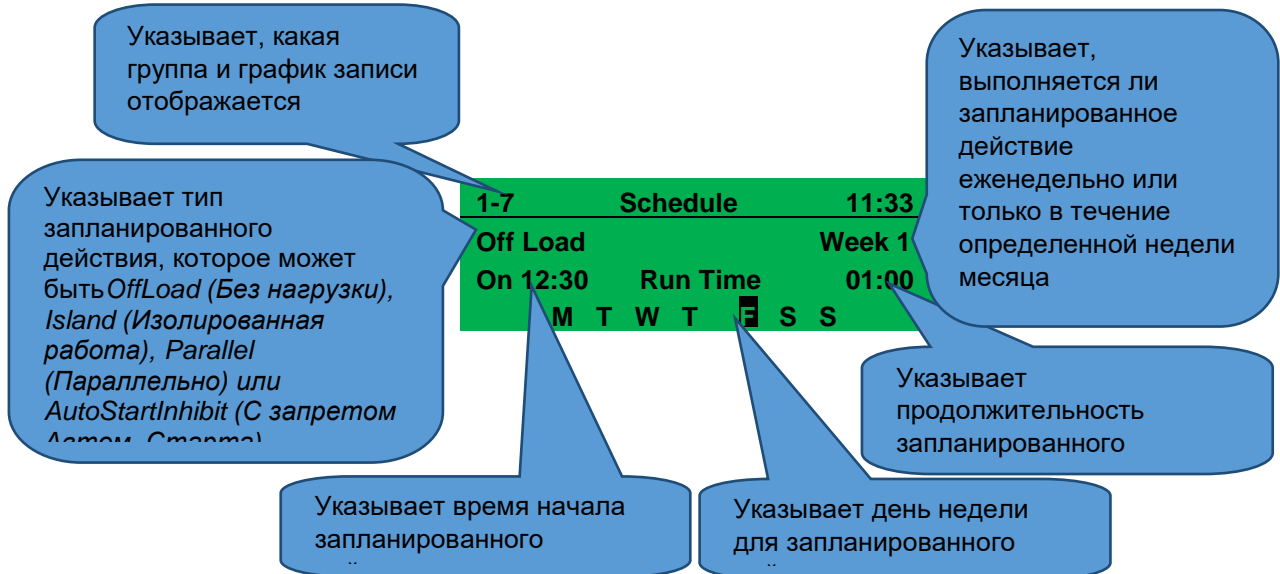 Указывает, какая
группа и график записи
отображается
Указывает,
выполняется ли
запланированное
действие
еженедельно или
только в течение
определенной недели
месяца
Указывает тип
запланированного
действия, которое может
быть OffLoad (Без нагрузки),
Island (Изолированная
работа), Parallel
(Параллельно) или
AutoStartInhibit (С запретом
Автом. Старта)
1-7 Schedule 11:33
Off Load Week 1
On 12:30 Run Time 01:00
M T W T F S S
Указывает
продолжительность
запланированного
Указывает время начала
запланированного
Указывает день недели
для запланированного